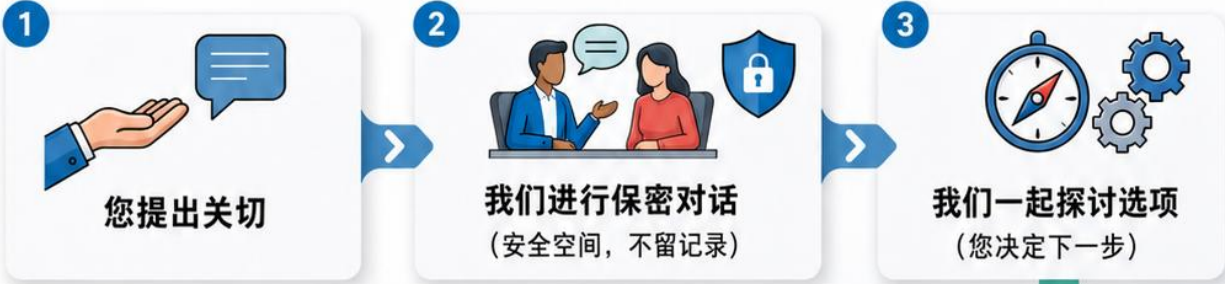 1
您提出关切
2
我们进行保密对话
（安全空间，不留记录）
3
我们一起探讨选项
（您决定下一步）